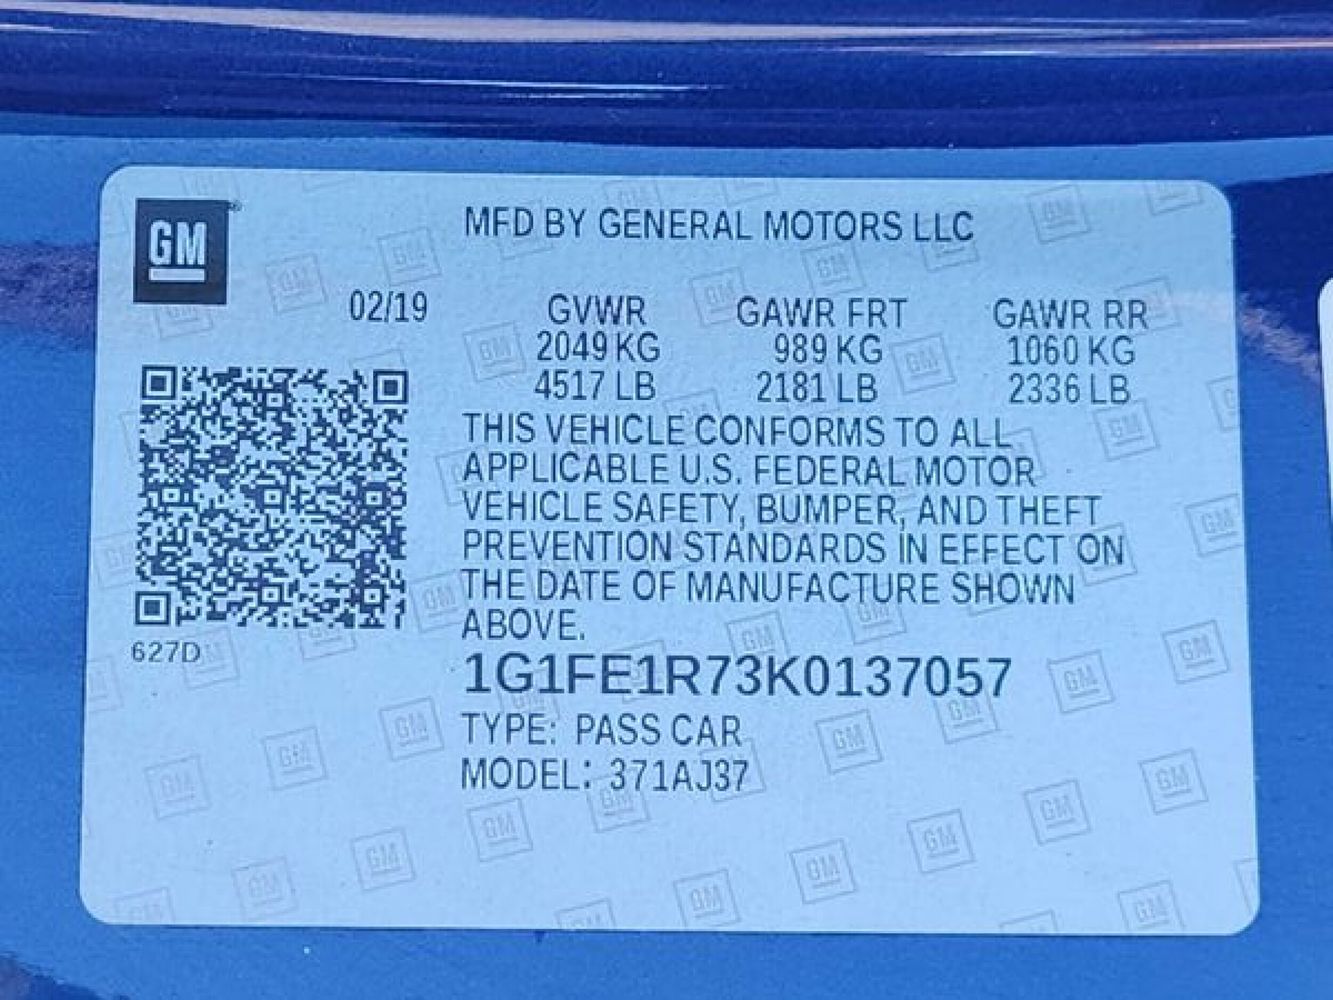 GM
MFD BY GENERAL MOTORS LLC
02/19 GVWR GAWR FRT GAWR RR
2049 KG 989 KG 1060 KG
4517 LB 2181 LB 2336 LB
THIS VEHICLE CONFORMS TO ALL
APPLICABLE U.S. FEDERAL MOTOR
VEHICLE SAFETY, BUMPER, AND THEFT
PREVENTION STANDARDS IN EFFECT ON
THE DATE OF MANUFACTURE SHOWN
ABOVE.
627D
1G1FE1R73K0137057
TYPE: PASS CAR
MODEL: 371AJ37